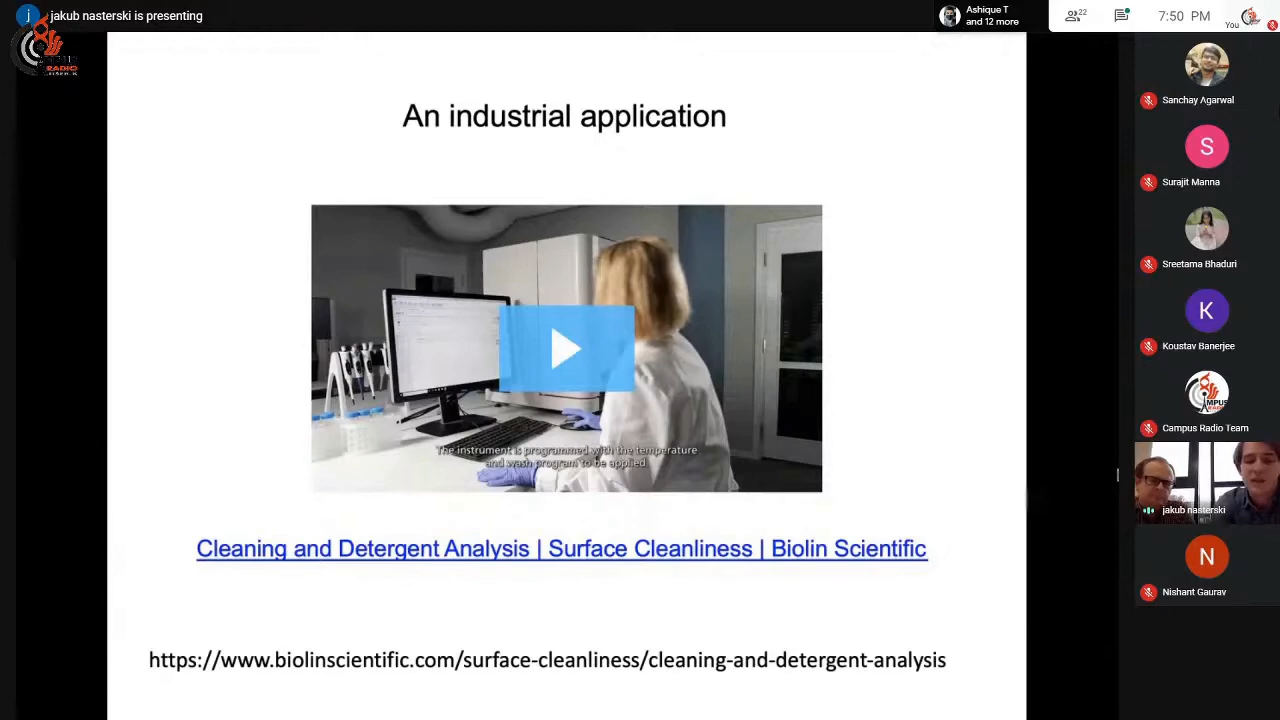 j
jakub nasterski is presenting
Ashique T
and 12 more
22
7:50 PM
You
RADIO
An industrial application
The instrument is programmed with the temperature
and wash program to be applied
Cleaning and Detergent Analysis | Surface Cleanliness | Biolin Scientific
https://www.biolinscientific.com/surface-cleanliness/cleaning-and-detergent-analysis
Sanchay Agarwal
S
Surajit Manna
Sreetama Bhaduri
K
Koustav Banerjee
MPUS
Campus Radio Team
jakub nasterski
N
Nishant Gaurav